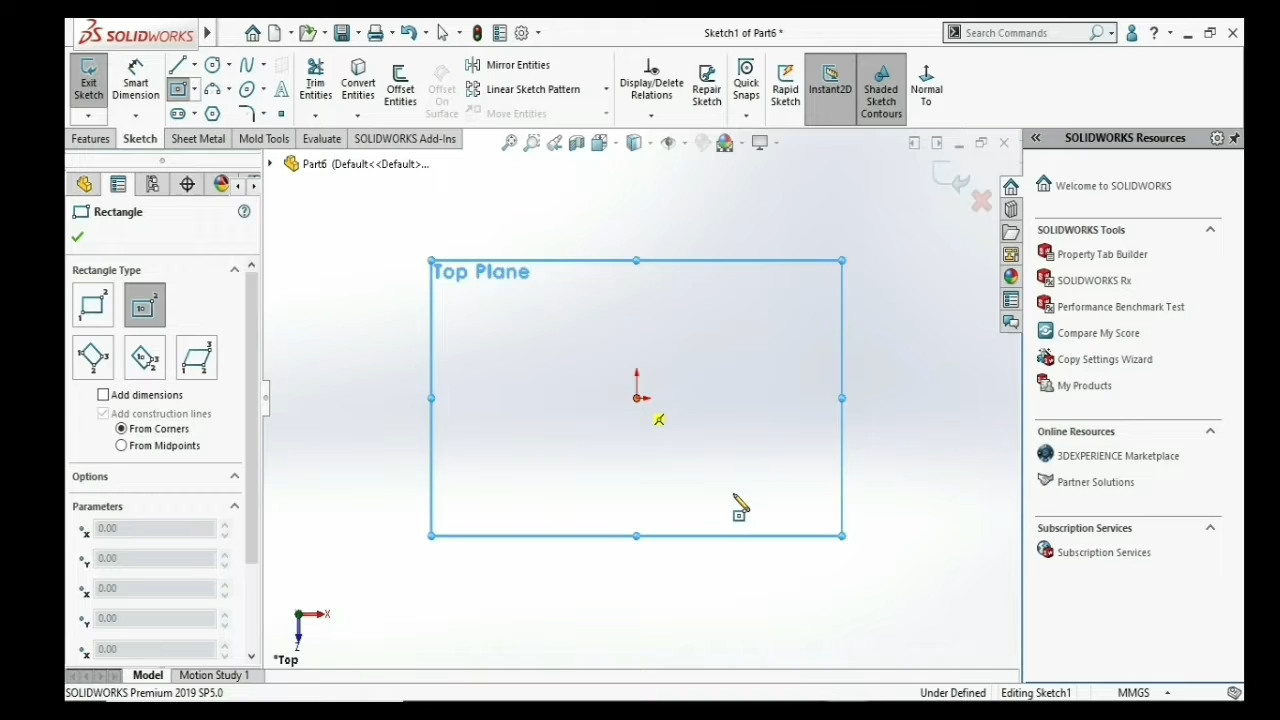 SOLIDWORKS
Sketch1 of Part6 *
Search Commands
?
Exit Sketch
Smart Dimension
Trim Entities
Convert Entities
Offset Entities
Offset On Surface
Mirror Entities
Linear Sketch Pattern
Move Entities
Display/Delete Relations
Repair Sketch
Quick Snaps
Rapid Sketch
Instant2D
Shaded Sketch Contours
Normal To
Features
Sketch
Sheet Metal
Mold Tools
Evaluate
SOLIDWORKS Add-Ins
SOLIDWORKS Resources
Part6 (Default<<Default>...
Rectangle
Rectangle Type
Add dimensions
Add construction lines
From Corners
From Midpoints
Options
Parameters
X 0.00
Y 0.00
X 0.00
Y 0.00
X 0.00
Top Plane
X
Z
*Top
Welcome to SOLIDWORKS
SOLIDWORKS Tools
Property Tab Builder
SOLIDWORKS Rx
Performance Benchmark Test
Compare My Score
Copy Settings Wizard
My Products
Online Resources
3DEXPERIENCE Marketplace
Partner Solutions
Subscription Services
Subscription Services
Model
Motion Study 1
SOLIDWORKS Premium 2019 SP5.0
Under Defined
Editing Sketch1
MMGS